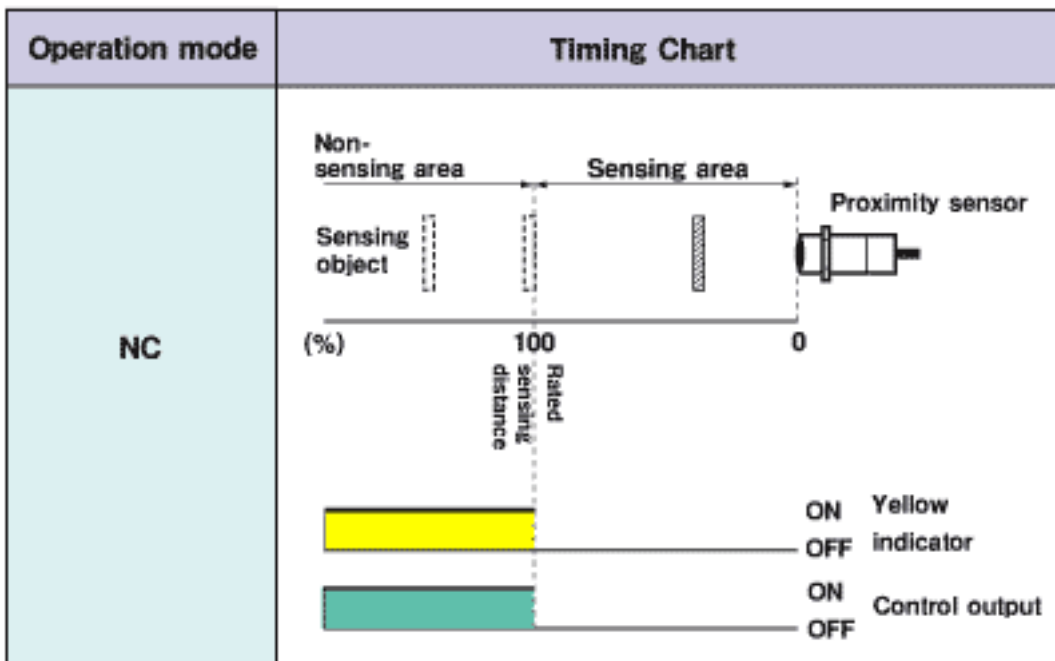 Operation mode
Timing Chart
Non-
sensing area
Sensing area
Proximity sensor
Sensing
object
NC
(%)
100
0
Rated
sensing
distance
ON
Yellow
OFF
indicator
ON
Control output
OFF